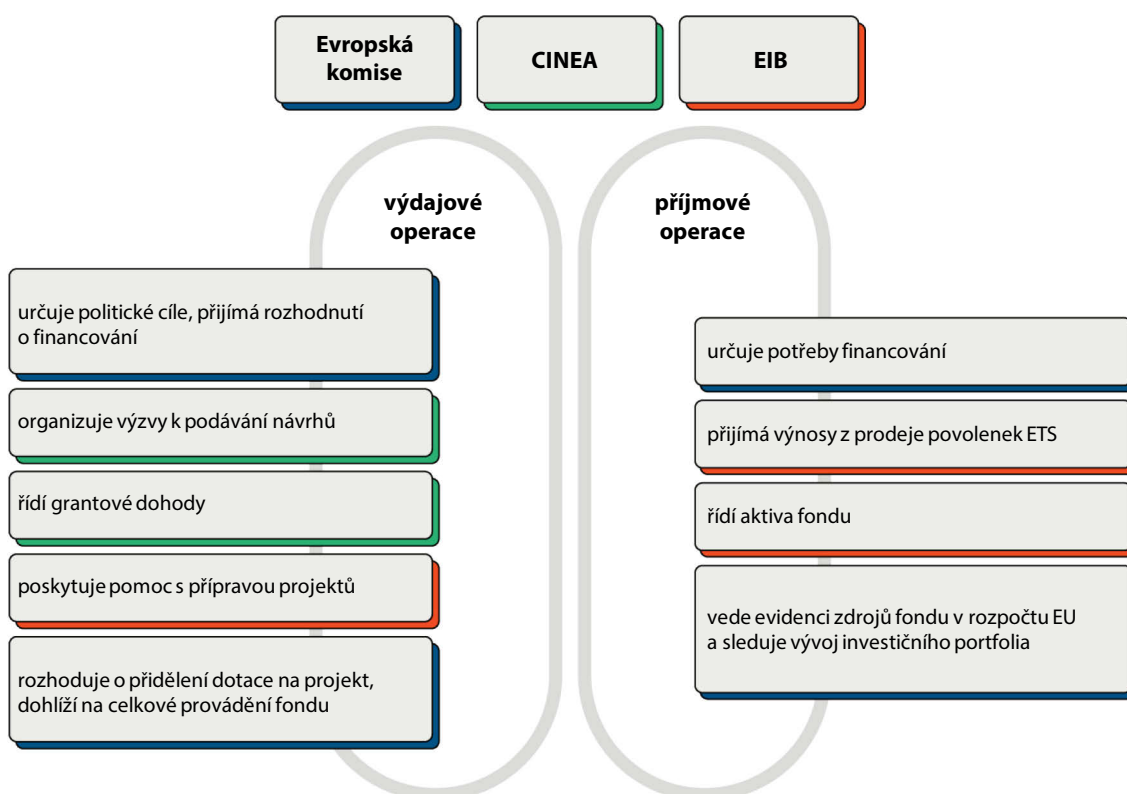 Evropská
komise
CINEA
EIB
výdajové
operace
příjmové
operace
určuje politické cíle, přijímá rozhodnutí
o financování
organizuje výzvy k podávání návrhů
řídí grantové dohody
poskytuje pomoc s přípravou projektů
rozhoduje o přidělení dotace na projekt,
dohlíží na celkové provádění fondu
určuje potřeby financování
přijímá výnosy z prodeje povolenek ETS
řídí aktiva fondu
vede evidenci zdrojů fondu v rozpočtu EU
a sleduje vývoj investičního portfolia